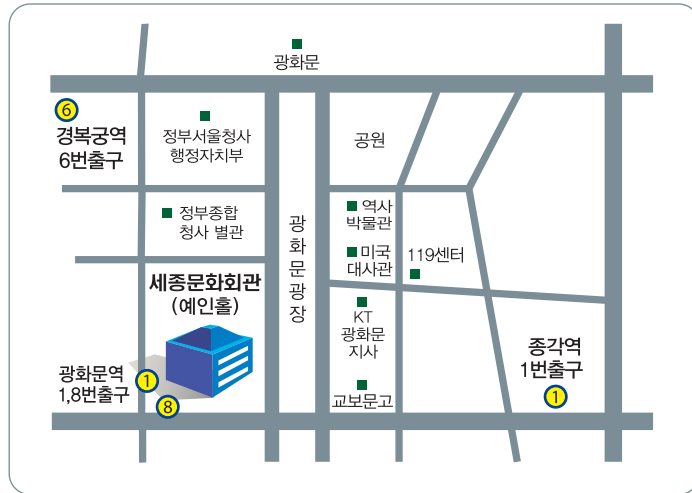 광화문
6
경복궁역
6번출구
정부서울청사
행정자치부
공원
정부종합
청사 별관
광화문광장
역사
박물관
미국
대사관
119센터
세종문화회관
(예인홀)
KT
광화문
지사
광화문역
1,8번출구
1
8
교보문고
종각역
1번출구
1